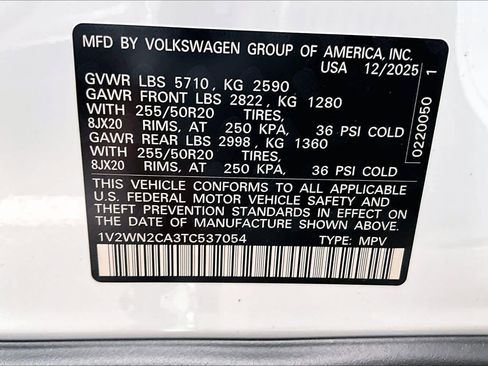 MFD BY VOLKSWAGEN GROUP OF AMERICA, INC.
USA 12/2025
GVWR LBS 5710, KG 2590
GAWR FRONT LBS 2822, KG 1280
WITH 255/50R20 TIRES,
8JX20 RIMS, AT 250 KPA, 36 PSI COLD
GAWR REAR LBS 2998, KG 1360
WITH 255/50R20 TIRES,
8JX20 RIMS, AT 250 KPA, 36 PSI COLD
THIS VEHICLE CONFORMS TO ALL APPLICABLE
U.S. FEDERAL MOTOR VEHICLE SAFETY AND
THEFT PREVENTION STANDARDS IN EFFECT ON
THE DATE OF MANUFACTURE SHOWN ABOVE.
1V2WN2CA3TC537054 TYPE: MPV
0220050 1